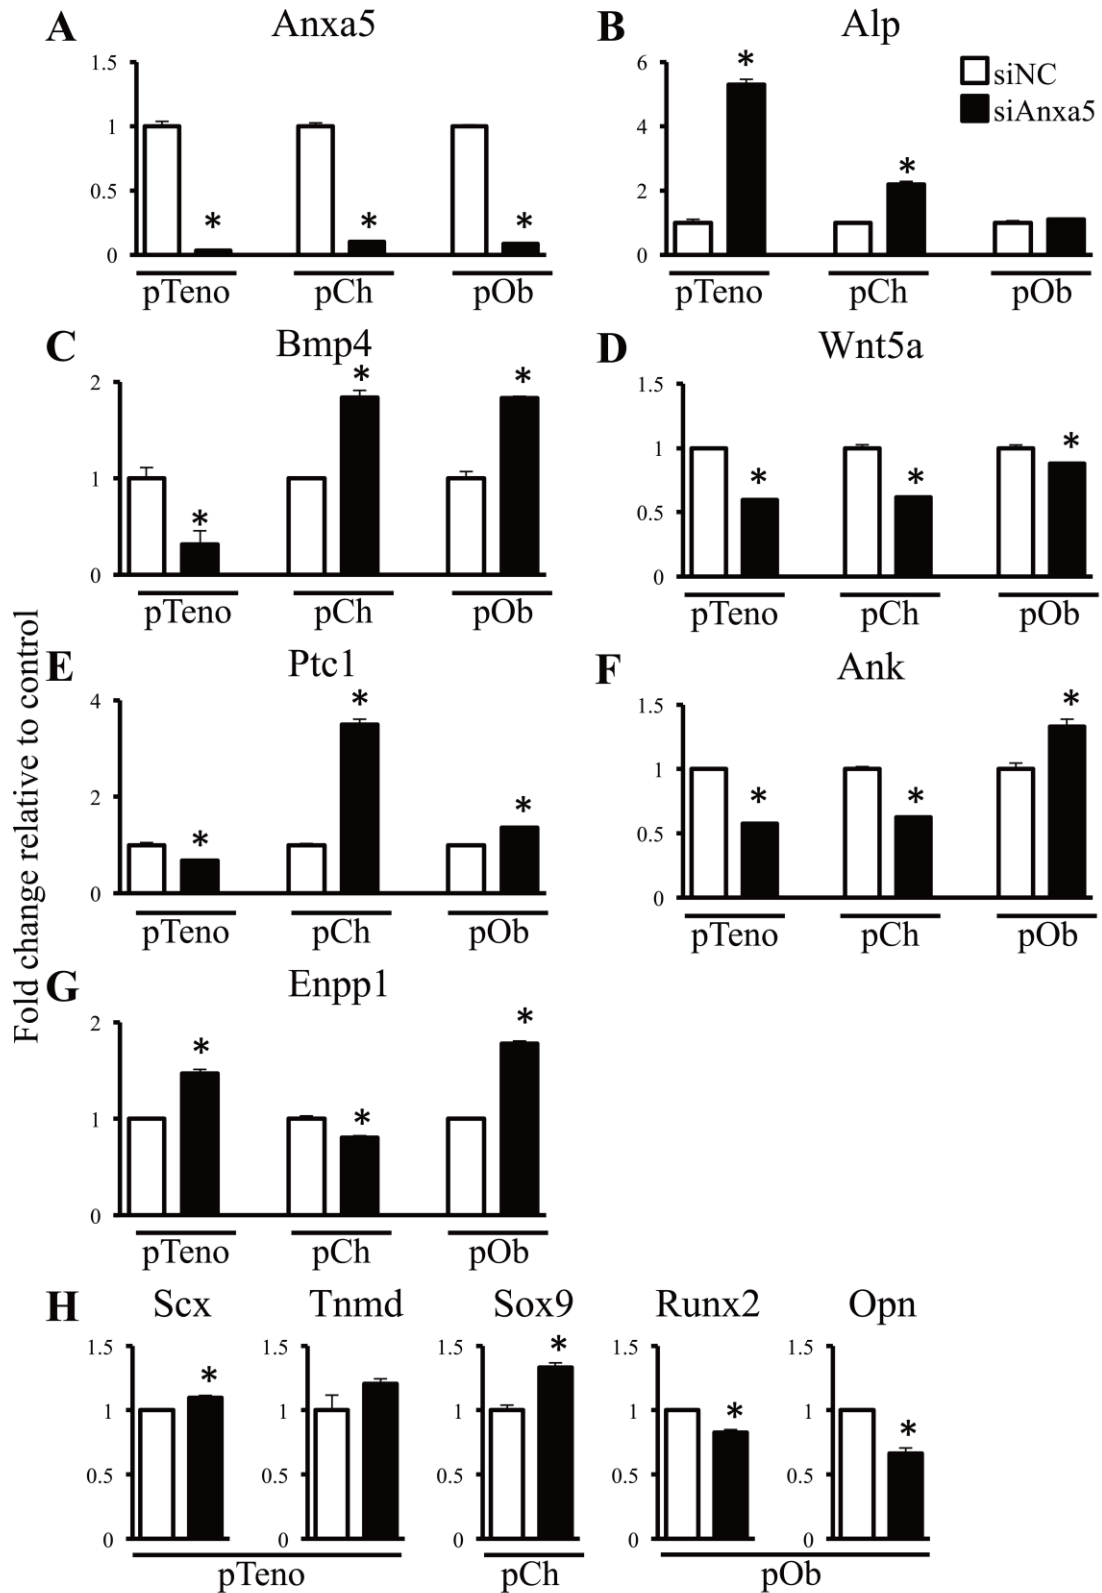 A Anxa5
1.5
1
0.5
0
* * *
pTeno pCh pOb
B Alp
6
4
2
0
* *
siNC
siAnxa5
pTeno pCh pOb
C Bmp4
2
1
0
* * *
pTeno pCh pOb
D Wnt5a
1.5
1
0.5
0
* * *
pTeno pCh pOb
Fold change relative to control
E Ptc1
4
2
0
* * *
pTeno pCh pOb
F Ank
1.5
1
0.5
0
* * *
pTeno pCh pOb
G Enpp1
2
1
0
* * *
pTeno pCh pOb
H Scx Tnmd Sox9 Runx2 Opn
1.5 1.5 1.5 1.5 1.5
* *
1 1 1 1 1
* *
0.5 0.5 0.5 0.5 0.5
0 0 0 0 0
pTeno pCh pOb